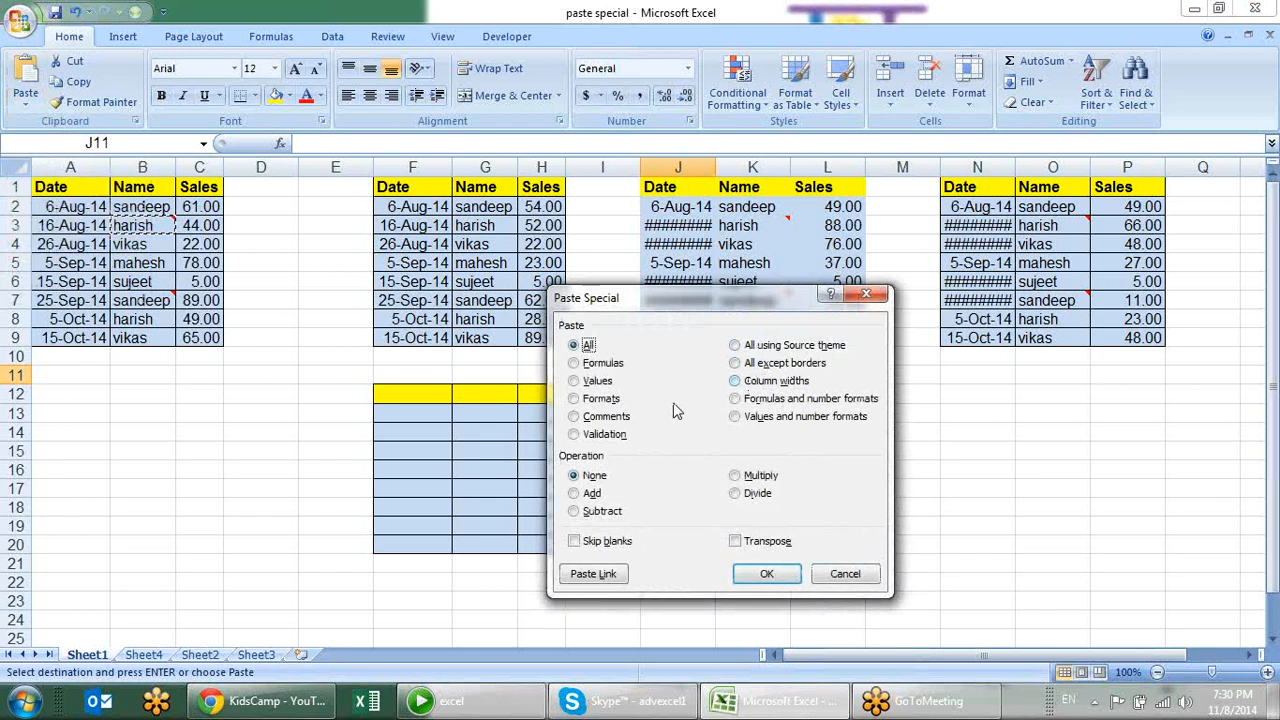 paste special - Microsoft Excel
Home Insert Page Layout Formulas Data Review View Developer
Paste Cut Copy Format Painter Clipboard
Arial 12 A A B I U A Font
Wrap Text Merge & Center Alignment
General $ % , Number
Conditional Formatting Format as Table Cell Styles Styles
Insert Delete Format Cells
Σ AutoSum Fill Clear Sort & Filter Find & Select Editing
J11 fx
A B C D E F G H I J K L M N O P Q
1 Date Name Sales Date Name Sales Date Name Sales Date Name Sales
2 6-Aug-14 sandeep 61.00 6-Aug-14 sandeep 54.00 6-Aug-14 sandeep 49.00 6-Aug-14 sandeep 49.00
3 16-Aug-14 harish 44.00 16-Aug-14 harish 52.00 ######## harish 88.00 ######## harish 66.00
4 26-Aug-14 vikas 22.00 26-Aug-14 vikas 22.00 ######## vikas 76.00 ######## vikas 48.00
5 5-Sep-14 mahesh 78.00 5-Sep-14 mahesh 23.00 5-Sep-14 mahesh 37.00 5-Sep-14 mahesh 27.00
6 15-Sep-14 sujeet 5.00 15-Sep-14 sujeet 5.00 ######## sujeet 5.00 ######## sujeet 5.00
7 25-Sep-14 sandeep 89.00 25-Sep-14 sandeep 62. ######## sandeep 11.00
8 5-Oct-14 harish 49.00 5-Oct-14 harish 28. 5-Oct-14 harish 23.00
9 15-Oct-14 vikas 65.00 15-Oct-14 vikas 89. 15-Oct-14 vikas 48.00
10
11
12
13
14
15
16
17
18
19
20
21
22
23
24
25
Paste Special
Paste
All All using Source theme
Formulas All except borders
Values Column widths
Formats Formulas and number formats
Comments Values and number formats
Validation
Operation
None Multiply
Add Divide
Subtract
Skip blanks Transpose
Paste Link OK Cancel
Sheet1 Sheet4 Sheet2 Sheet3
Select destination and press ENTER or choose Paste 100%
KidsCamp - YouT... excel Skype™ - advexcel1 Microsoft Excel - ... GoToMeeting EN 7:30 PM
11/8/2014